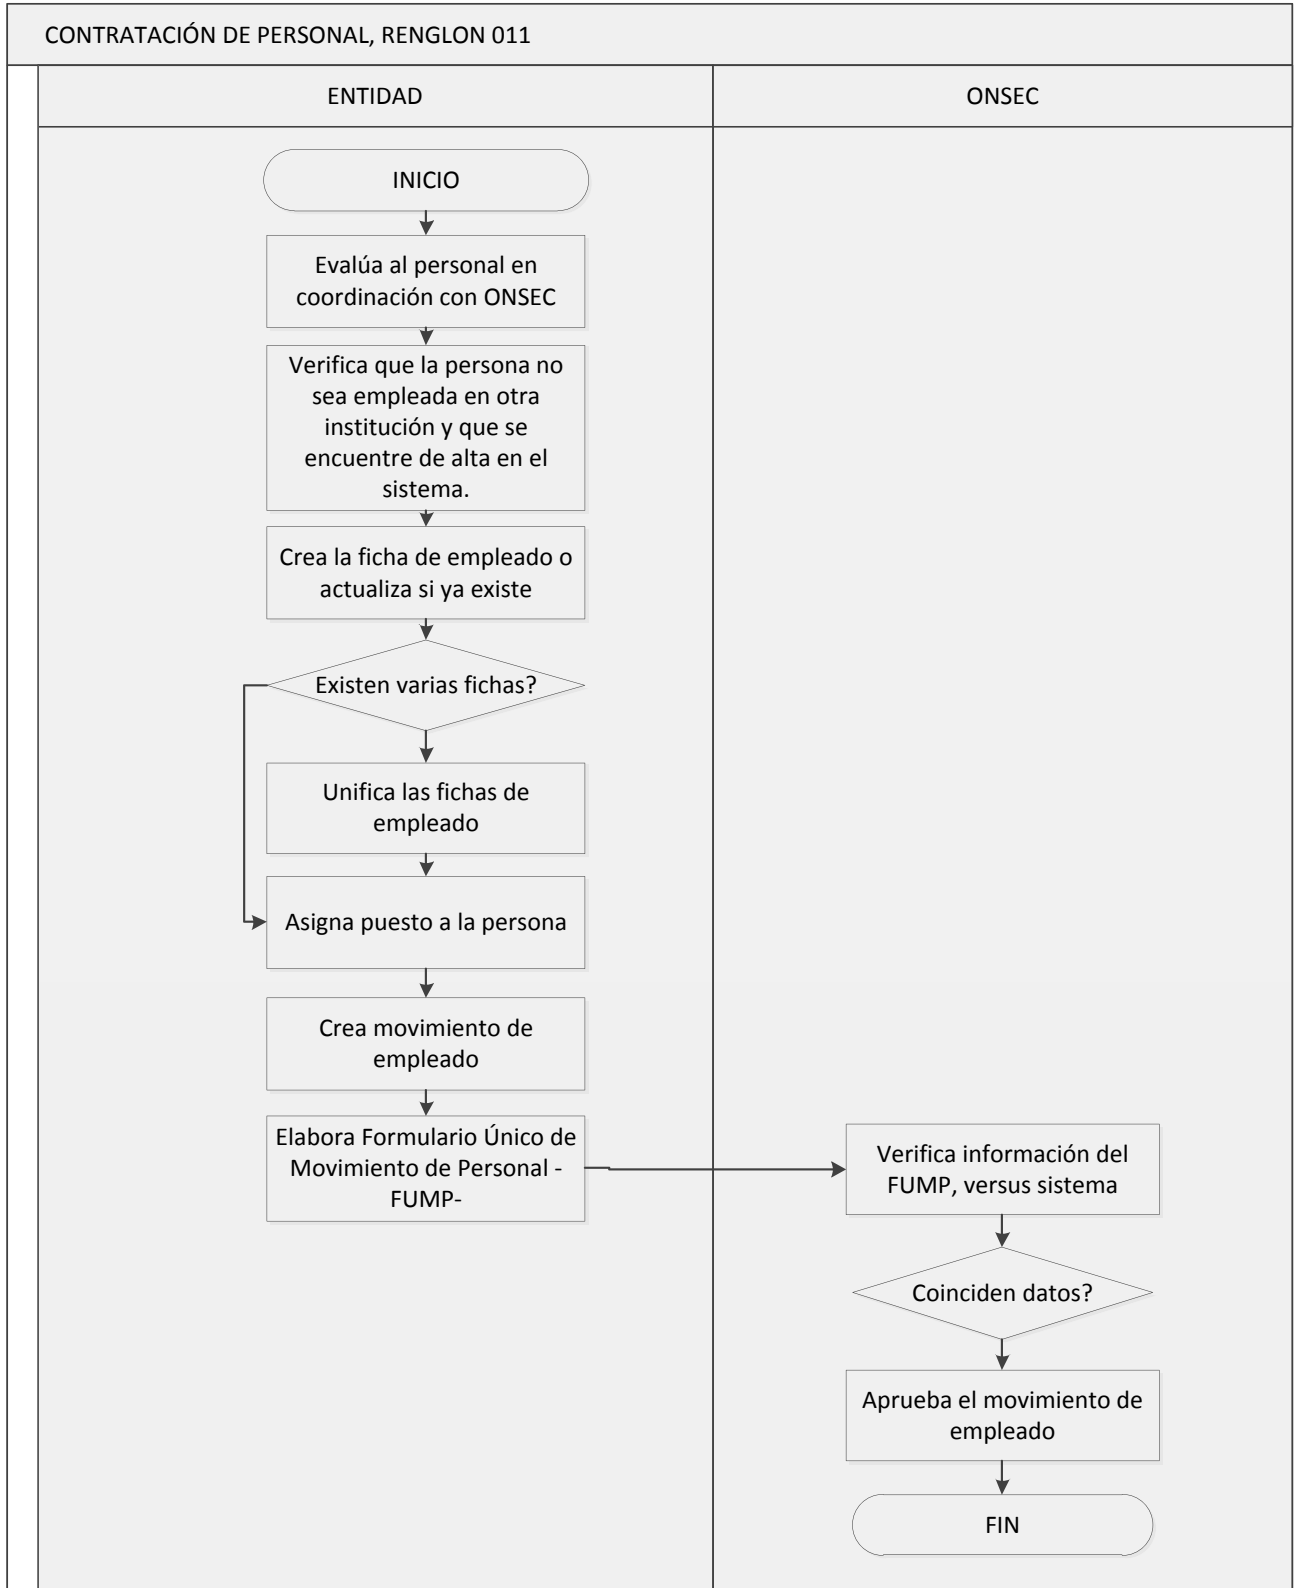 CONTRATACIÓN DE PERSONAL, RENGLON 011
ENTIDAD
ONSEC
INICIO
Evalúa al personal en
coordinación con ONSEC
Verifica que la persona no
sea empleada en otra
institución y que se
encuentre de alta en el
sistema.
Crea la ficha de empleado o
actualiza si ya existe
Existen varias fichas?
Unifica las fichas de
empleado
Asigna puesto a la persona
Crea movimiento de
empleado
Elabora Formulario Único de
Movimiento de Personal -
FUMP-
Verifica información del
FUMP, versus sistema
Coinciden datos?
Aprueba el movimiento de
empleado
FIN